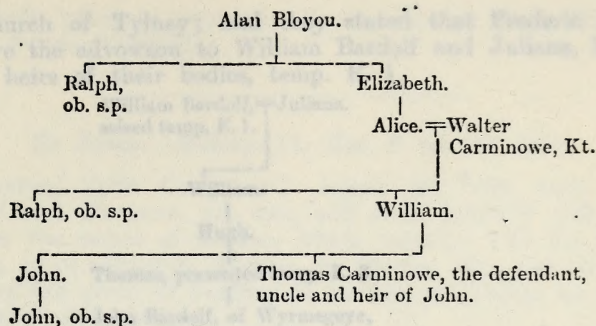 Alan Bloyou.
Ralph,
ob. s.p.
Elizabeth.
Alice.=Walter
Carminowe, Kt.
Ralph, ob. s.p.
William.
John.
Thomas Carminowe, the defendant,
uncle and heir of John.
John, ob. s.p.